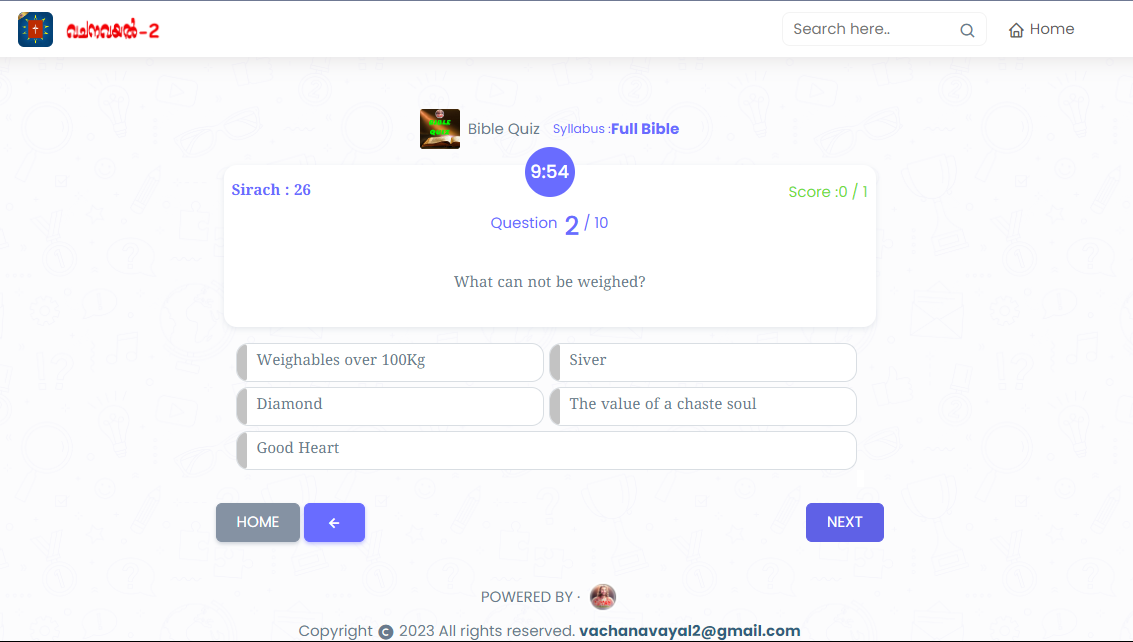 വചനവയൽ-2
Search here..
Home
BIBLE
QUIZ
Bible Quiz Syllabus :Full Bible
9:54
Sirach : 26
Score :0 / 1
Question 2 / 10
What can not be weighed?
Weighables over 100Kg
Siver
Diamond
The value of a chaste soul
Good Heart
HOME
NEXT
POWERED BY ·
Copyright © 2023 All rights reserved. vachanavayal2@gmail.com